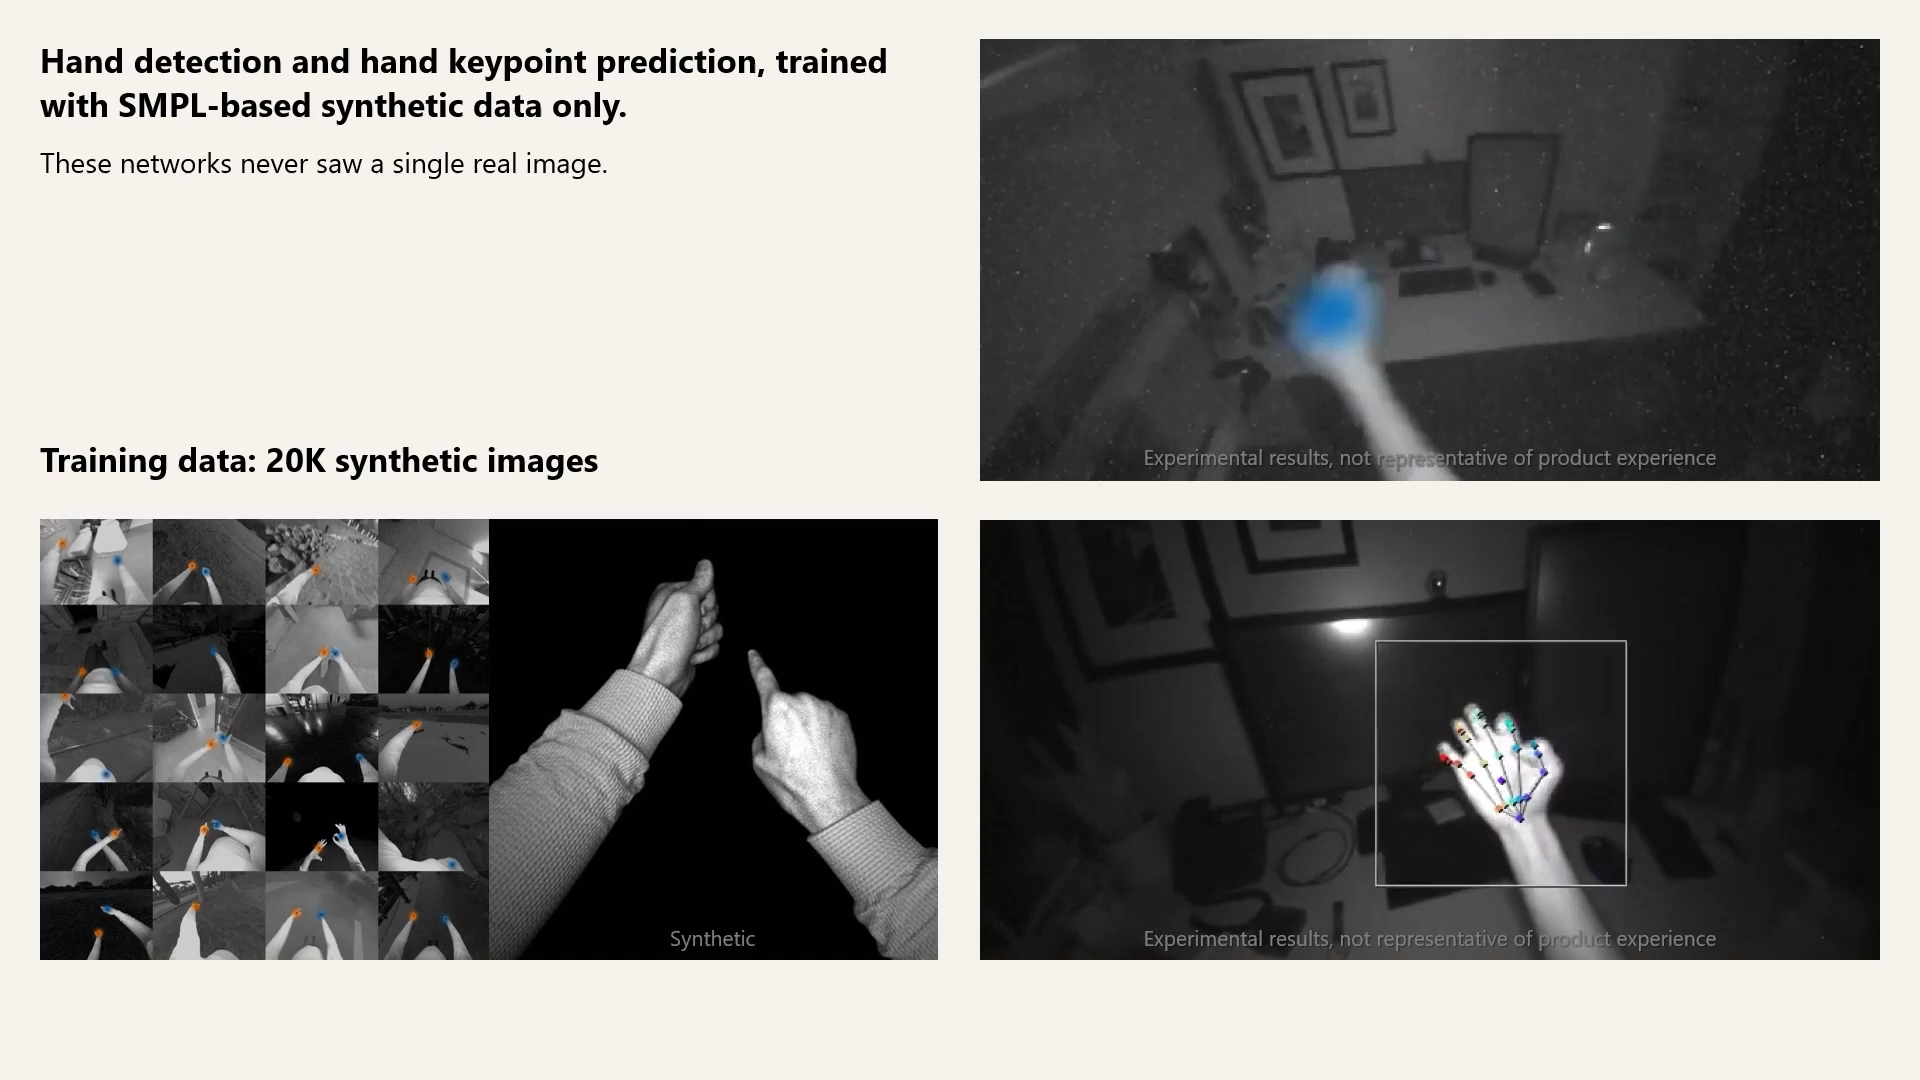 Hand detection and hand keypoint prediction, trained
with SMPL-based synthetic data only.
These networks never saw a single real image.
Experimental results, not representative of product experience
Training data: 20K synthetic images
Synthetic
Experimental results, not representative of product experience